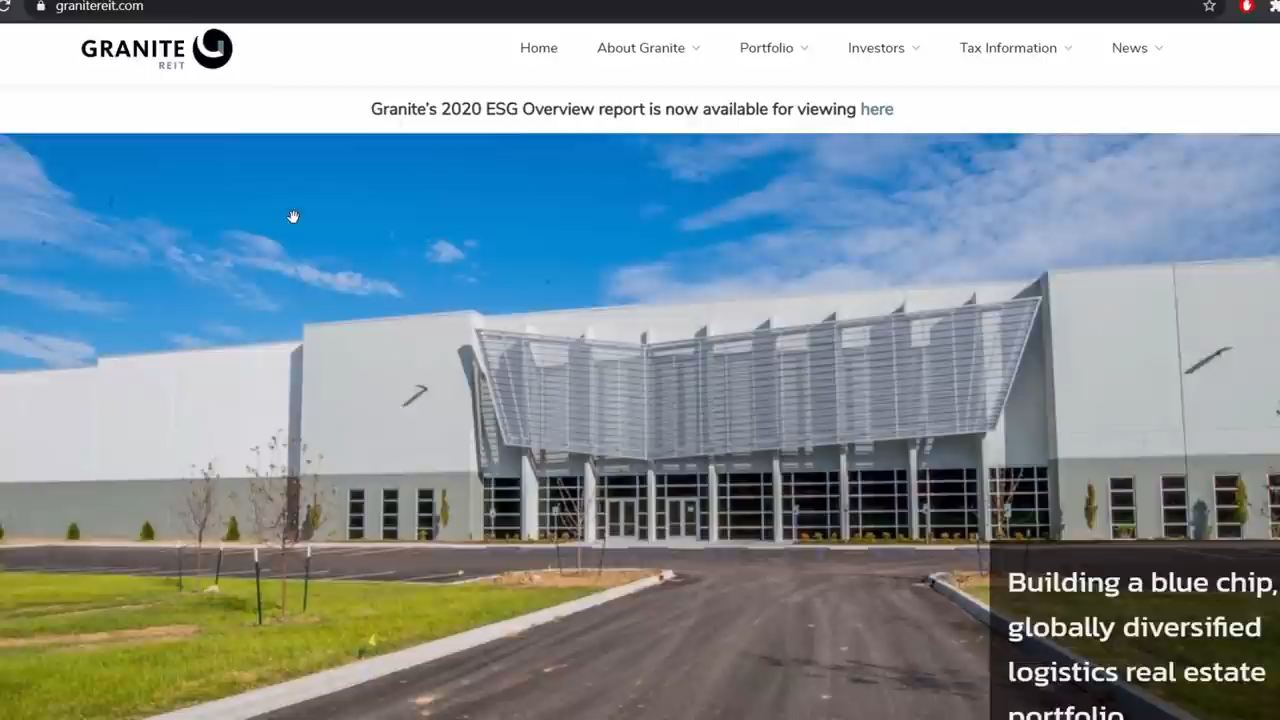 granitereit.com
GRANITE
REIT
Home About Granite Portfolio Investors Tax Information News
Granite's 2020 ESG Overview report is now available for viewing here
Building a blue chip,
globally diversified
logistics real estate
portfolio